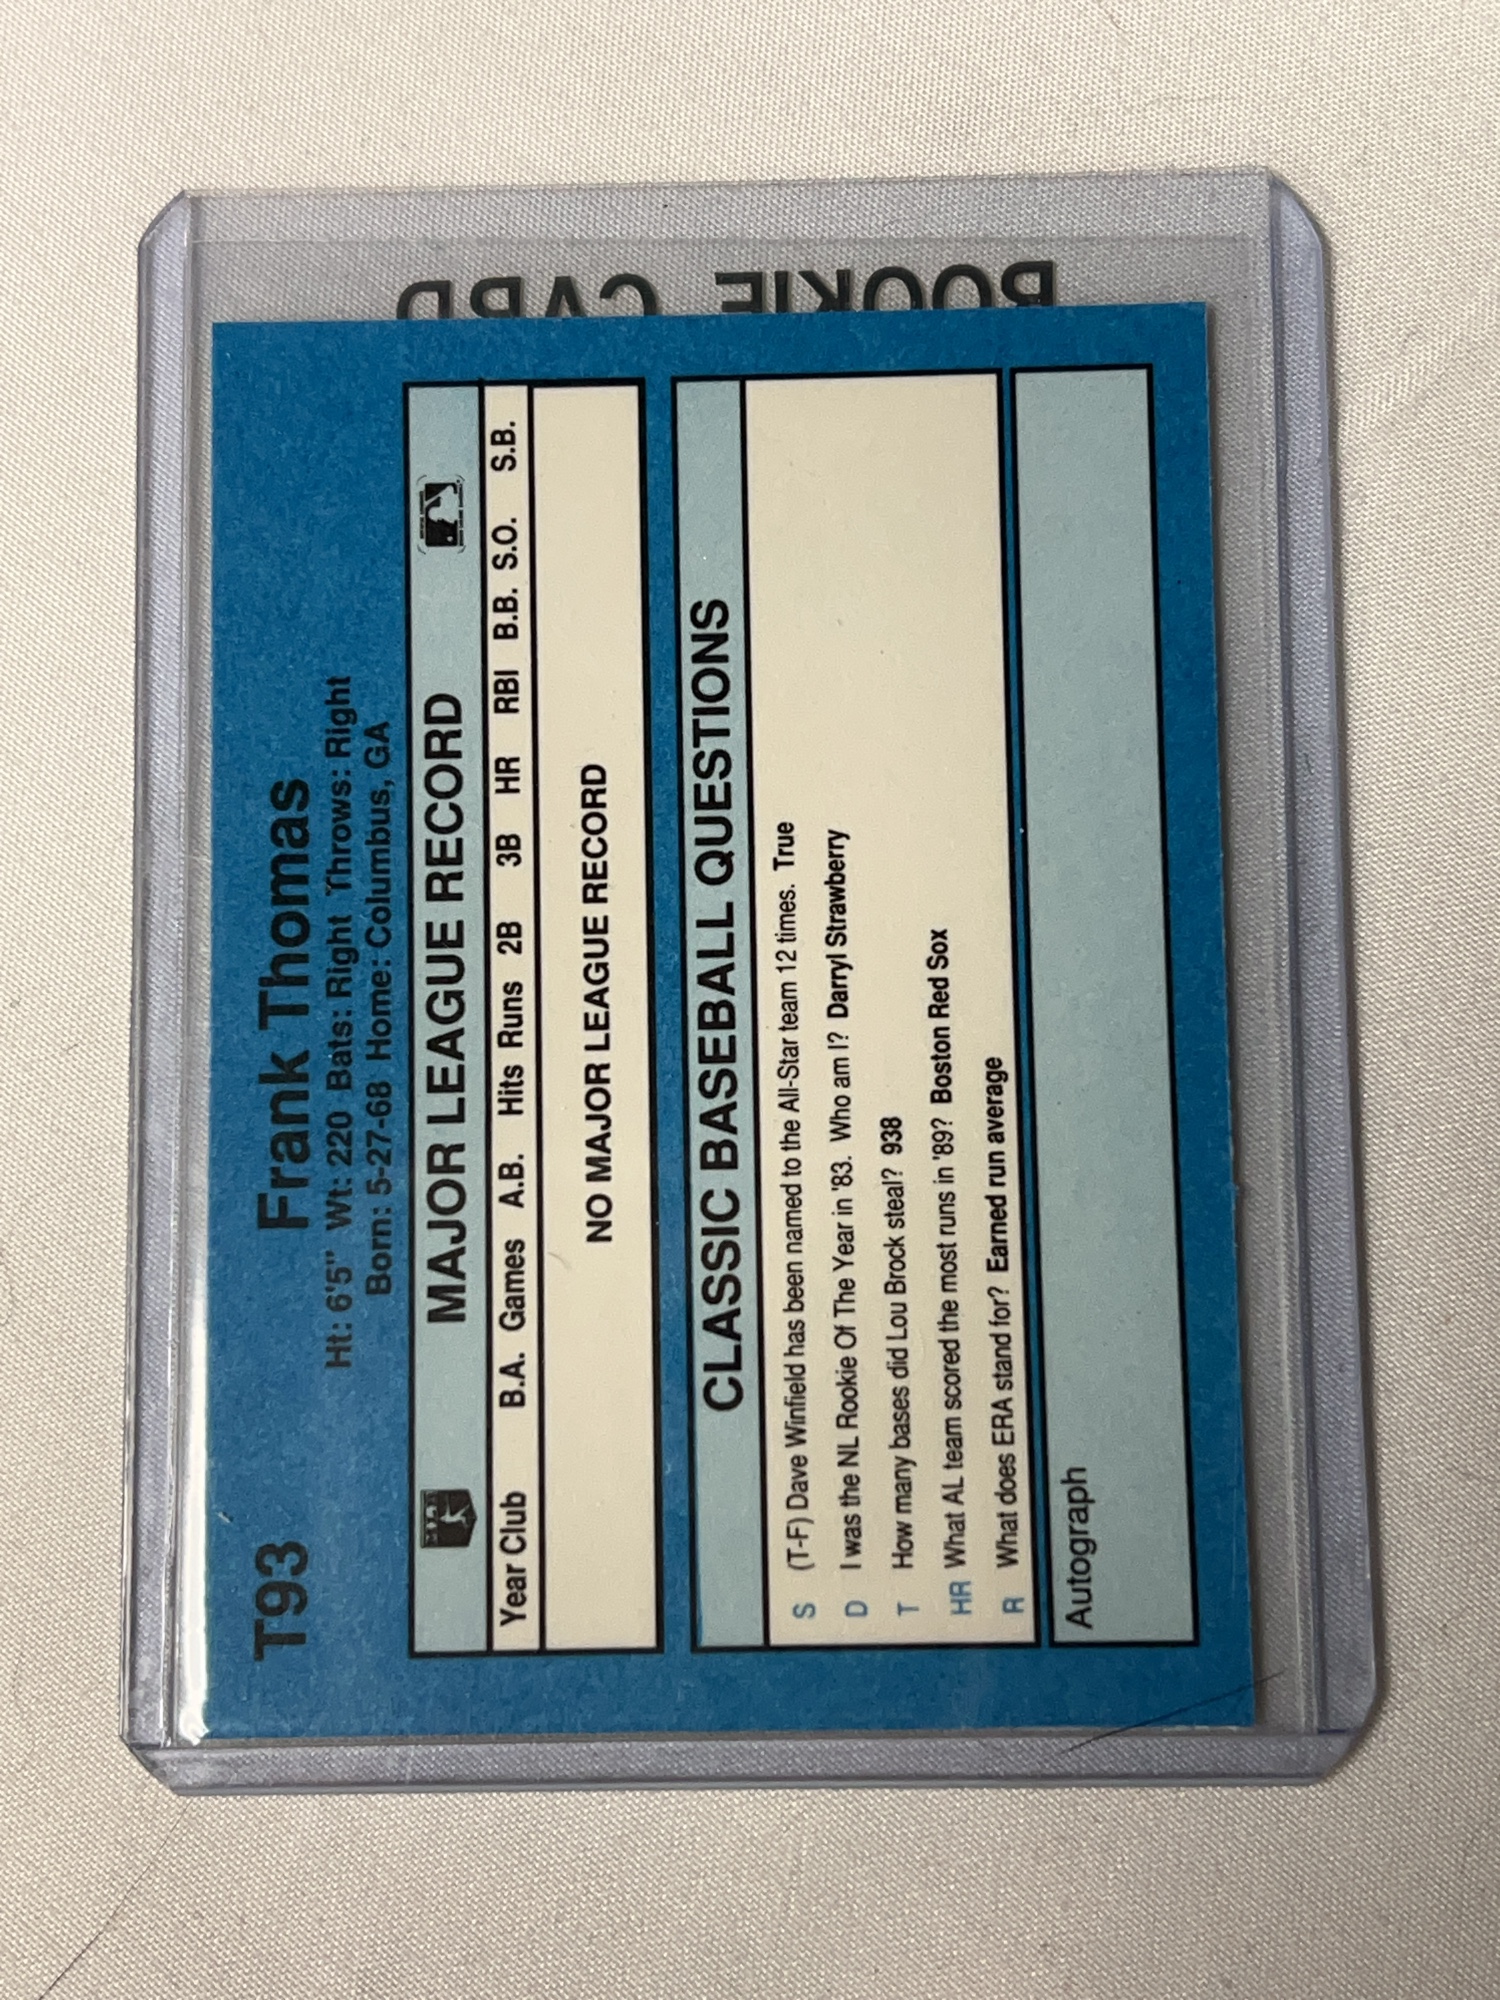 T93 Frank Thomas
Ht: 6'5" Wt: 220 Bats: Right Throws: Right
Born: 5-27-68 Home: Columbus, GA
MAJOR LEAGUE RECORD
Year Club B.A. Games A.B. Hits Runs 2B 3B HR RBI B.B. S.O. S.B.
NO MAJOR LEAGUE RECORD
CLASSIC BASEBALL QUESTIONS
S (T-F) Dave Winfield has been named to the All-Star team 12 times. True
D I was the NL Rookie Of The Year in '83. Who am I? Darryl Strawberry
T How many bases did Lou Brock steal? 938
HR What AL team scored the most runs in '89? Boston Red Sox
R What does ERA stand for? Earned run average
Autograph
ROOKIE CARD